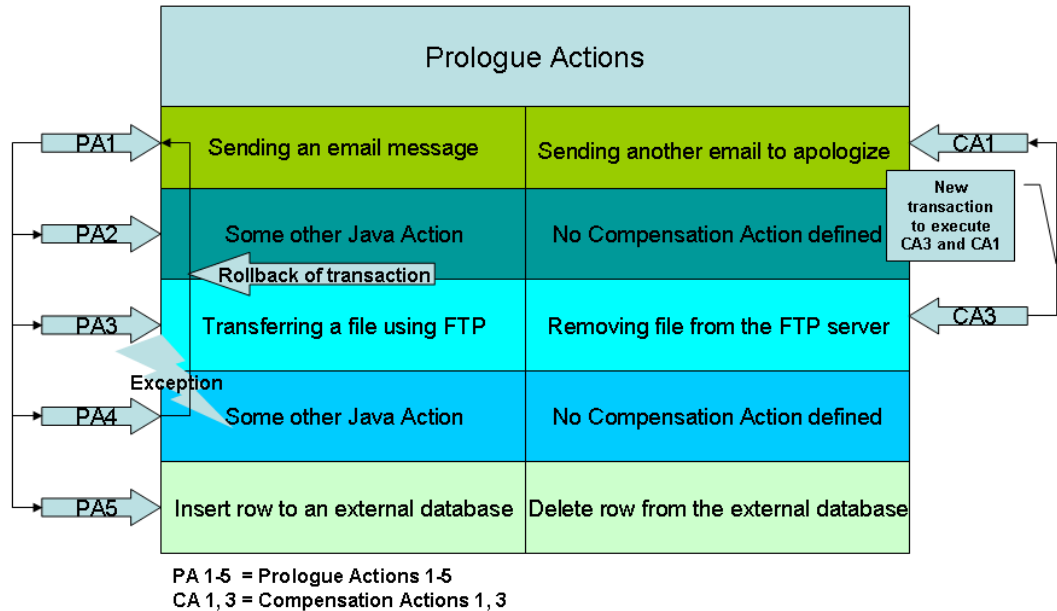 Prologue Actions
PA1
Sending an email message
Sending another email to apologize
CA1
New
transaction
to execute
CA3 and CA1
PA2
Some other Java Action
No Compensation Action defined
Rollback of transaction
PA3
Transferring a file using FTP
Removing file from the FTP server
CA3
Exception
PA4
Some other Java Action
No Compensation Action defined
PA5
Insert row to an external database
Delete row from the external database
PA 1-5 = Prologue Actions 1-5
CA 1, 3 = Compensation Actions 1, 3